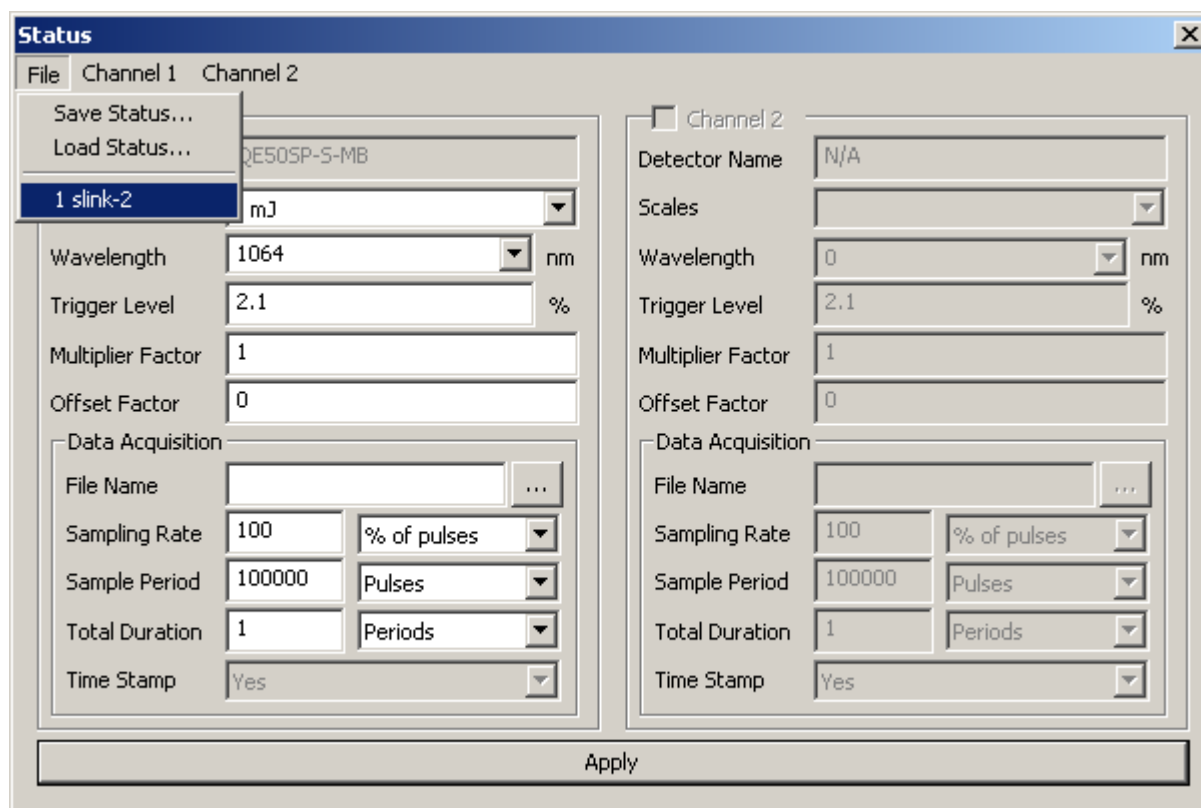 Status
File Channel 1 Channel 2
Save Status...
Load Status...
1 slink-2
QE50SP-S-MB
mJ
Wavelength 1064 nm
Trigger Level 2.1 %
Multiplier Factor 1
Offset Factor 0
Data Acquisition
File Name ...
Sampling Rate 100 % of pulses
Sample Period 100000 Pulses
Total Duration 1 Periods
Time Stamp Yes
Channel 2
Detector Name N/A
Scales
Wavelength 0 nm
Trigger Level 2.1 %
Multiplier Factor 1
Offset Factor 0
Data Acquisition
File Name ...
Sampling Rate 100 % of pulses
Sample Period 100000 Pulses
Total Duration 1 Periods
Time Stamp Yes
Apply